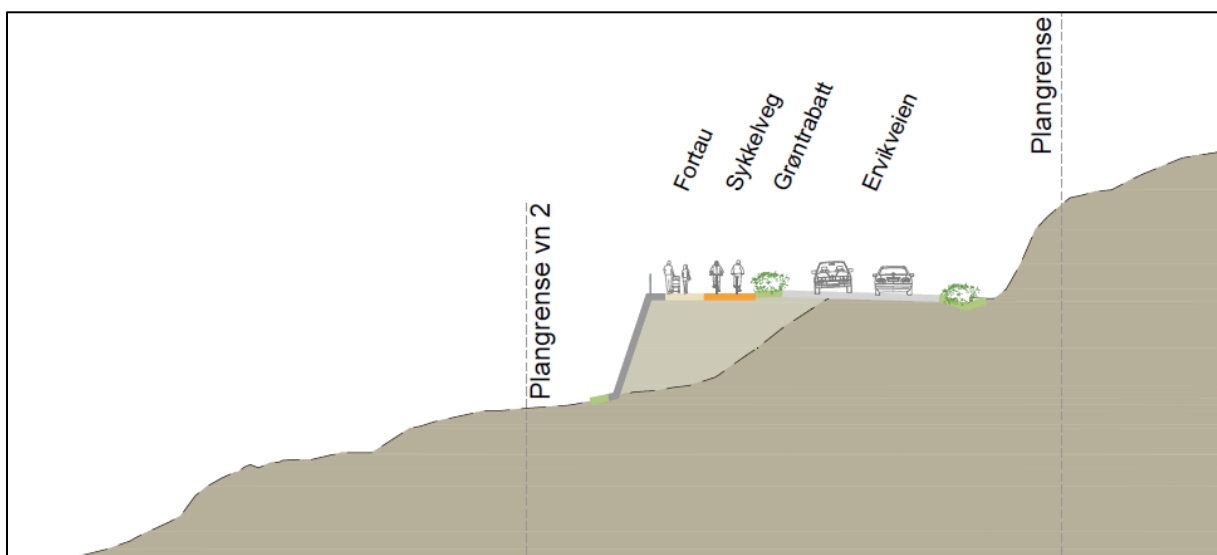 Plangrense vn 2
Fortau
Sykkelveg
Grøntrabatt
Ervikveien
Plangrense